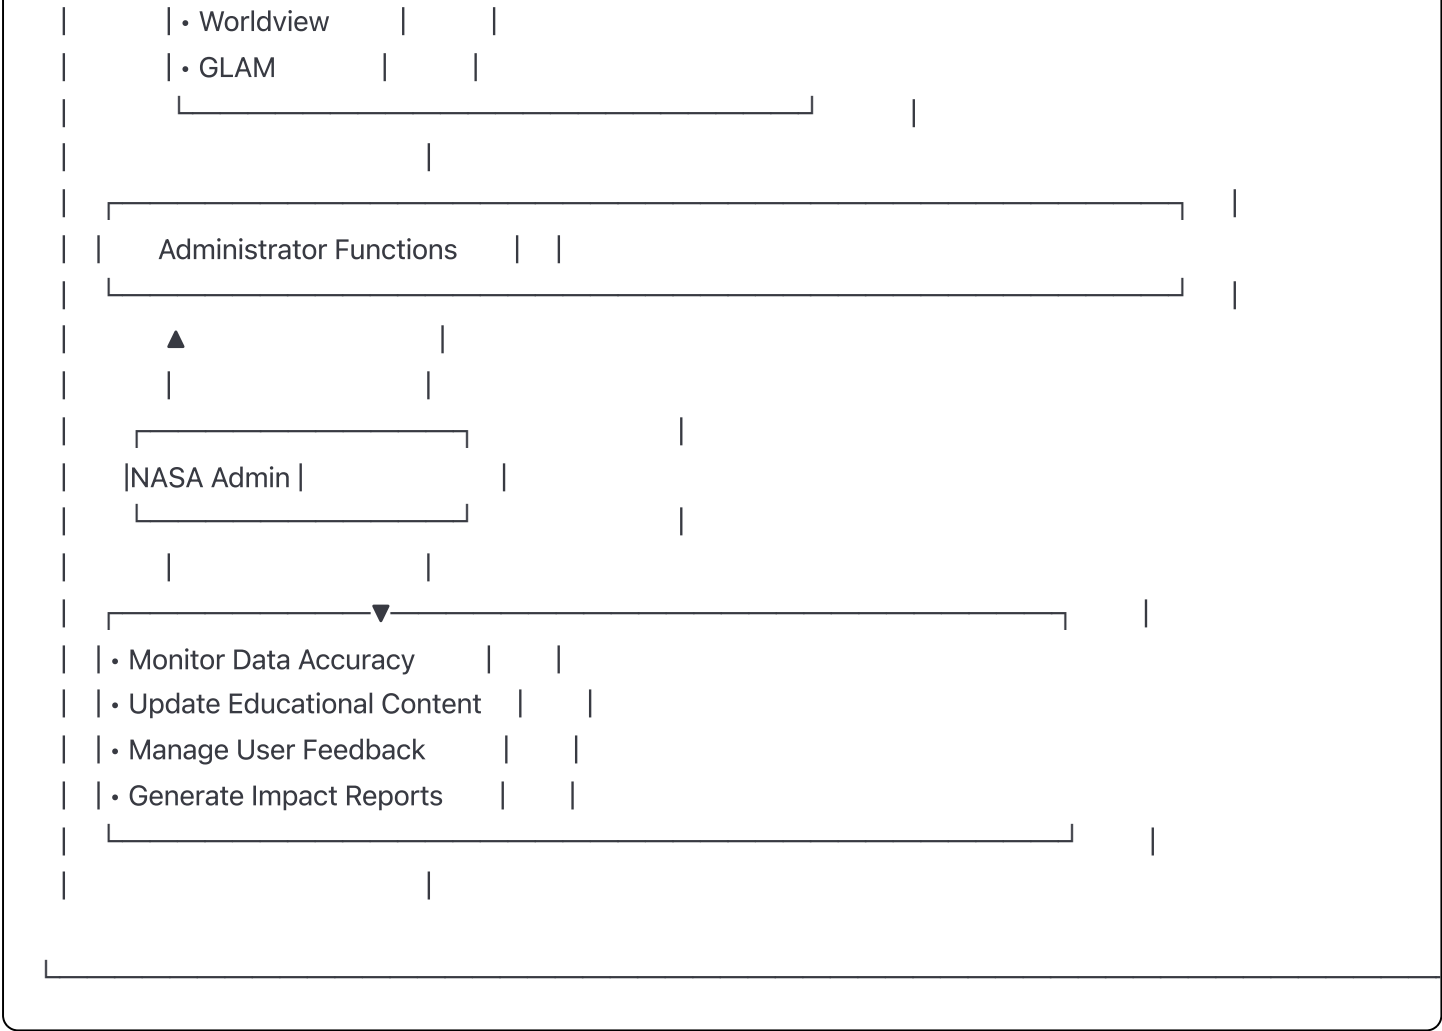 • Worldview
• GLAM
Administrator Functions
NASA Admin
• Monitor Data Accuracy
• Update Educational Content
• Manage User Feedback
• Generate Impact Reports